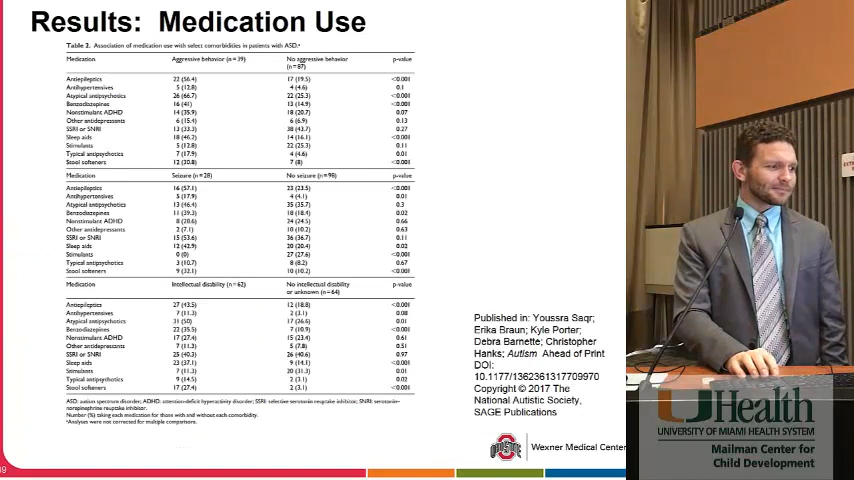 Results: Medication Use
Table 2. Association of medication use with select comorbidities in patients with ASD.ᵃ
Medication Aggressive behavior (n=39) No aggressive behavior (n=87) p-value
Antiepileptics 22 (56.4) 17 (19.5) <0.001
Antihypertensives 5 (12.8) 4 (4.6) 0.1
Atypical antipsychotics 26 (66.7) 22 (25.3) <0.001
Benzodiazepines 16 (41) 13 (14.9) <0.001
Nonstimulant ADHD 14 (35.9) 18 (20.7) 0.07
Other antidepressants 6 (15.4) 6 (6.9) 0.13
SSRI or SNRI 13 (33.3) 38 (43.7) 0.27
Sleep aids 18 (46.2) 14 (16.1) <0.001
Stimulants 5 (12.8) 22 (25.3) 0.11
Typical antipsychotics 7 (17.9) 4 (4.6) 0.01
Stool softeners 12 (30.8) 7 (8) <0.001
Medication Seizure (n=28) No seizure (n=98) p-value
Antiepileptics 16 (57.1) 23 (23.5) <0.001
Antihypertensives 5 (17.9) 4 (4.1) 0.01
Atypical antipsychotics 13 (46.4) 35 (35.7) 0.3
Benzodiazepines 11 (39.3) 18 (18.4) 0.02
Nonstimulant ADHD 8 (28.6) 24 (24.5) 0.66
Other antidepressants 2 (7.1) 10 (10.2) 0.63
SSRI or SNRI 15 (53.6) 36 (36.7) 0.11
Sleep aids 12 (42.9) 20 (20.4) 0.02
Stimulants 0 (0) 27 (27.6) <0.001
Typical antipsychotics 3 (10.7) 8 (8.2) 0.67
Stool softeners 9 (32.1) 10 (10.2) <0.001
Medication Intellectual disability (n=62) No intellectual disability or unknown (n=64) p-value
Antiepileptics 27 (43.5) 12 (18.8) <0.001
Antihypertensives 7 (11.3) 2 (3.1) 0.08
Atypical antipsychotics 31 (50) 17 (26.6) 0.01
Benzodiazepines 22 (35.5) 7 (10.9) <0.001
Nonstimulant ADHD 17 (27.4) 15 (23.4) 0.61
Other antidepressants 7 (11.3) 5 (7.8) 0.51
SSRI or SNRI 25 (40.3) 26 (40.6) 0.97
Sleep aids 23 (37.1) 9 (14.1) <0.001
Stimulants 7 (11.3) 20 (31.3) 0.01
Typical antipsychotics 9 (14.5) 2 (3.1) 0.02
Stool softeners 17 (27.4) 2 (3.1) <0.001
ASD: autism spectrum disorder; ADHD: attention-deficit hyperactivity disorder; SSRI: selective serotonin reuptake inhibitor; SNRI: serotonin–
norepinephrine reuptake inhibitor.
Number (%) taking each medication for those with and without each comorbidity.
ᵃAnalyses were not corrected for multiple comparisons.
Published in: Youssra Saqr;
Erika Braun; Kyle Porter;
Debra Barnette; Christopher
Hanks; Autism Ahead of Print
DOI:
10.1177/1362361317709970
Copyright © 2017 The
National Autistic Society,
SAGE Publications
Wexner Medical Center
UHealth
UNIVERSITY OF MIAMI HEALTH SYSTEM
Mailman Center for
Child Development